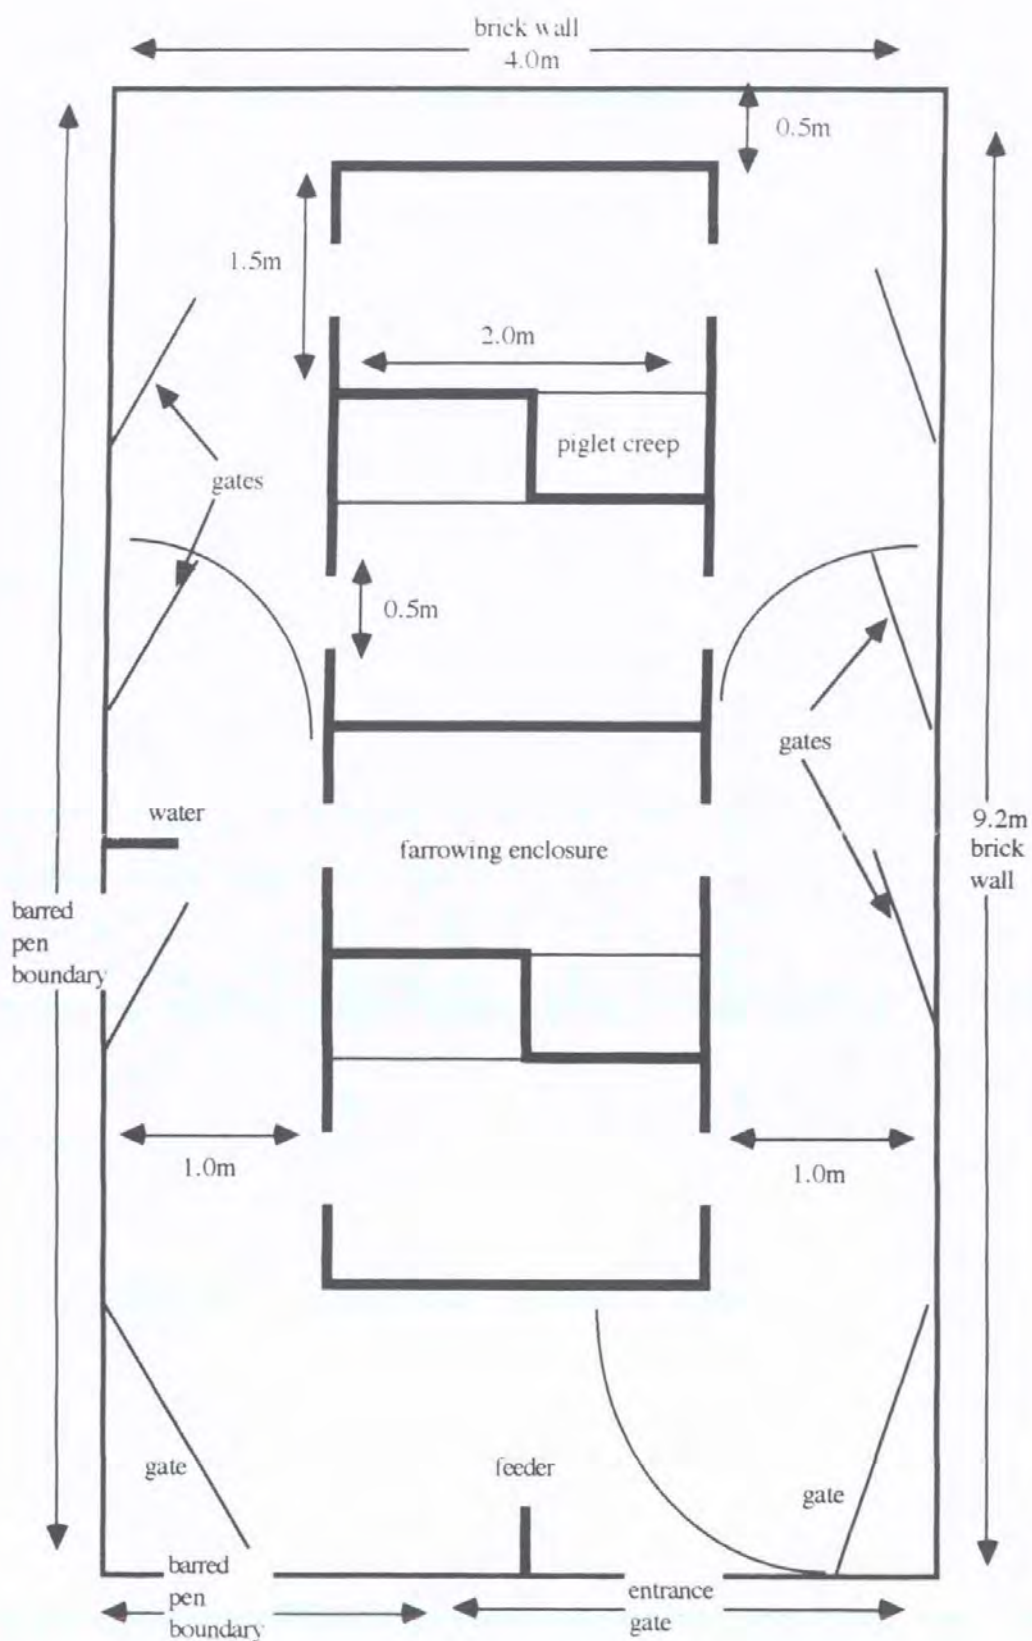 brick wall
4.0m
0.5m
1.5m
2.0m
piglet creep
gates
0.5m
gates
water
farrowing enclosure
9.2m
brick
wall
barred
pen
boundary
1.0m
1.0m
gate
feeder
gate
barred
pen
boundary
entrance
gate